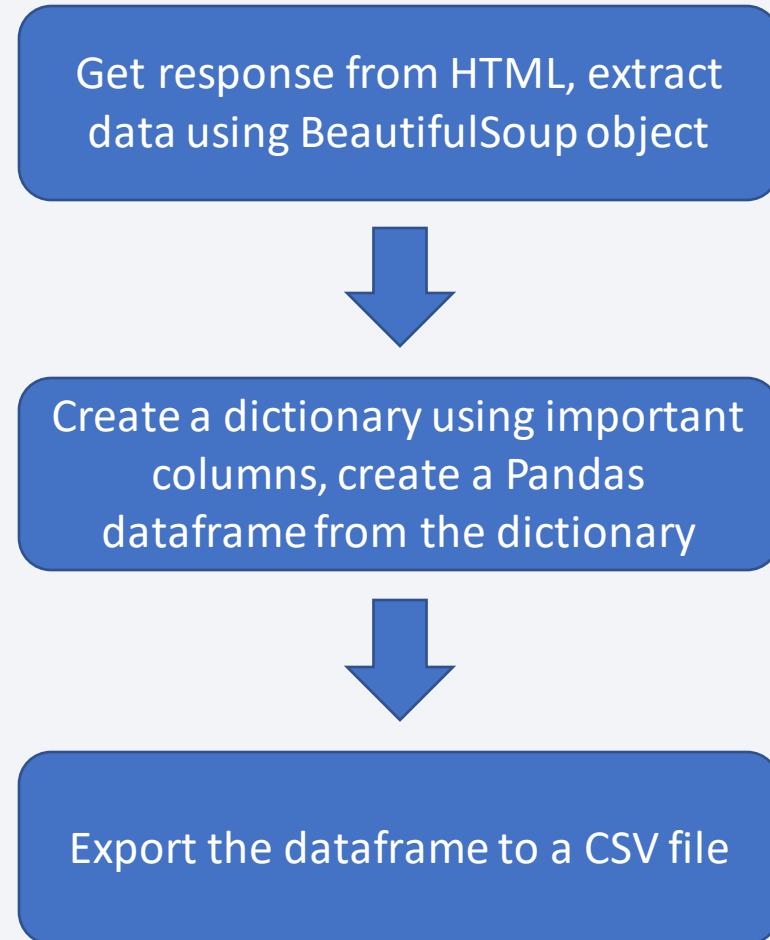 Get response from HTML, extract
data using BeautifulSoup object
Create a dictionary using important
columns, create a Pandas
dataframe from the dictionary
Export the dataframe to a CSV file